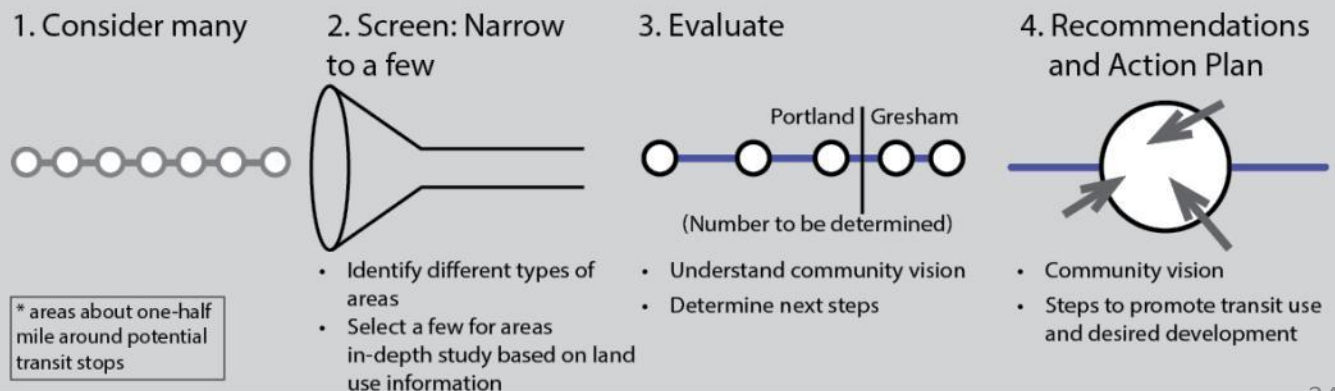 1. Consider many
2. Screen: Narrow
to a few
3. Evaluate
4. Recommendations
and Action Plan
Portland
Gresham
(Number to be determined)
• Identify different types of
areas
• Select a few for areas
in-depth study based on land
use information
• Understand community vision
• Determine next steps
• Community vision
• Steps to promote transit use
and desired development
* areas about one-half
mile around potential
transit stops